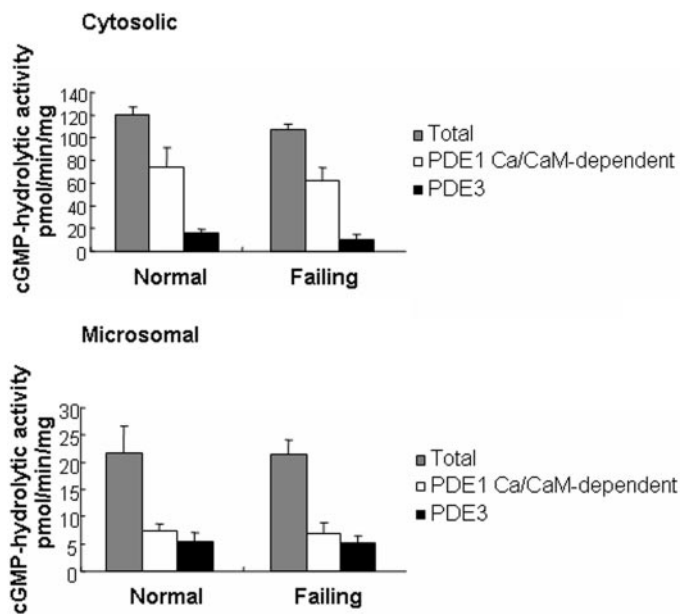 Cytosolic
cGMP-hydrolytic activity
pmol/min/mg
140
120
100
80
60
40
20
0
Normal
Failing
Total
PDE1 Ca/CaM-dependent
PDE3
Microsomal
cGMP-hydrolytic activity
pmol/min/mg
30
25
20
15
10
5
0
Normal
Failing
Total
PDE1 Ca/CaM-dependent
PDE3